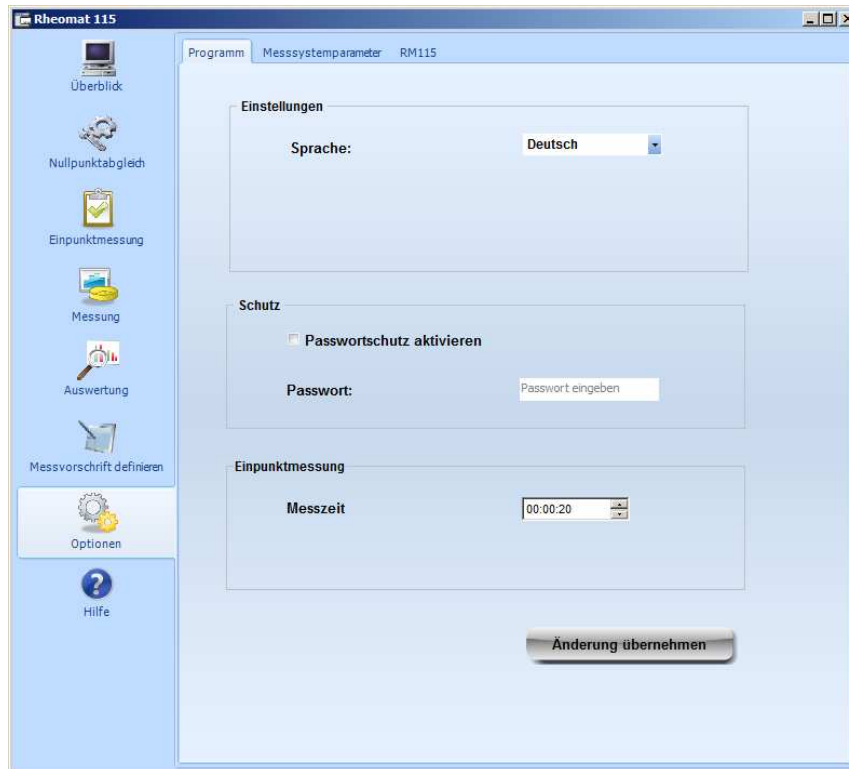 Rheomat 115
Überblick
Nullpunktabgleich
Einpunktmessung
Messung
Auswertung
Messvorschrift definieren
Optionen
Hilfe
Programm Messsystemparameter RM115
Einstellungen
Sprache: Deutsch
Schutz
Passwortschutz aktivieren
Passwort: Passwort eingeben
Einpunktmessung
Messzeit 00:00:20
Änderung übernehmen